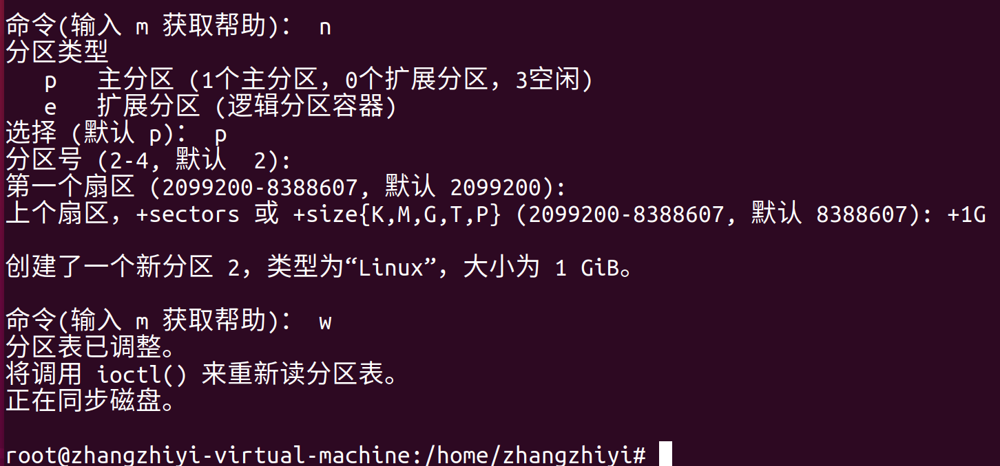 命令(输入 m 获取帮助)： n
分区类型
   p   主分区 (1个主分区，0个扩展分区，3空闲)
   e   扩展分区 (逻辑分区容器)
选择 (默认 p)： p
分区号 (2-4, 默认  2):
第一个扇区 (2099200-8388607, 默认 2099200):
上个扇区，+sectors 或 +size{K,M,G,T,P} (2099200-8388607, 默认 8388607): +1G
创建了一个新分区 2，类型为“Linux”，大小为 1 GiB。
命令(输入 m 获取帮助)： w
分区表已调整。
将调用 ioctl() 来重新读分区表。
正在同步磁盘。
root@zhangzhiyi-virtual-machine:/home/zhangzhiyi#